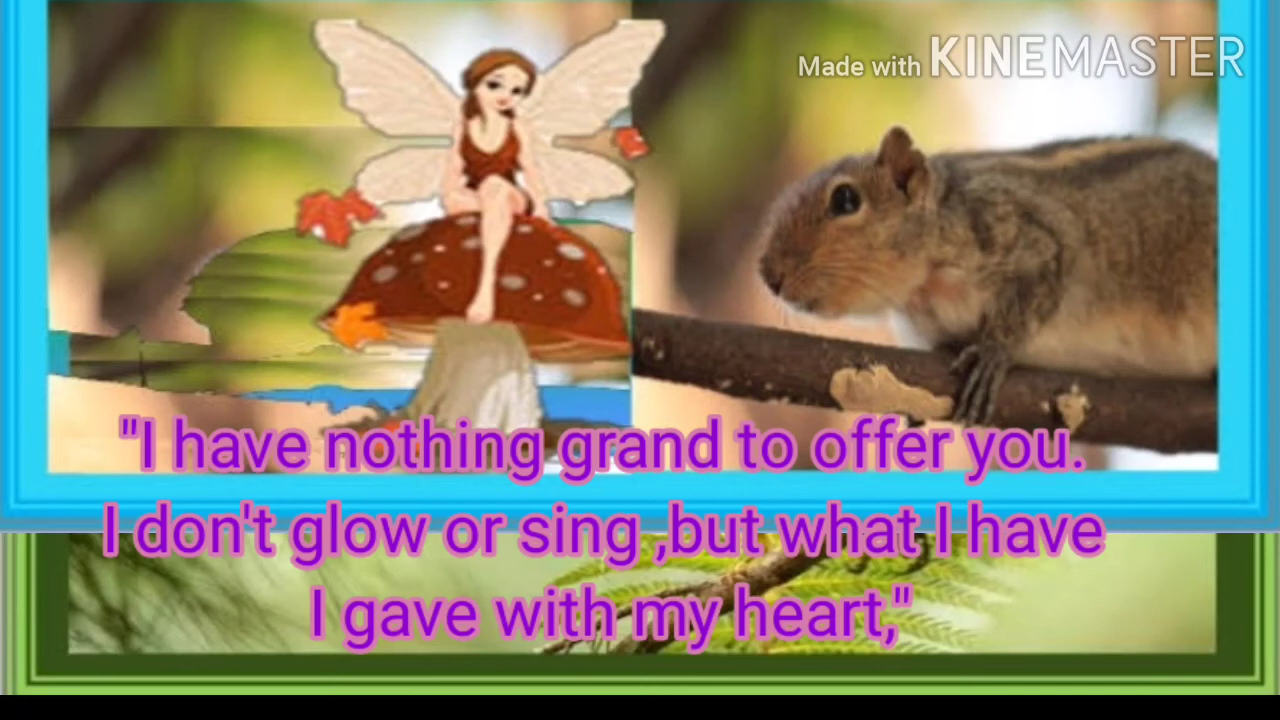 Made with KINEMASTER
"I have nothing grand to offer you.
I don't glow or sing ,but what I have
I gave with my heart,"